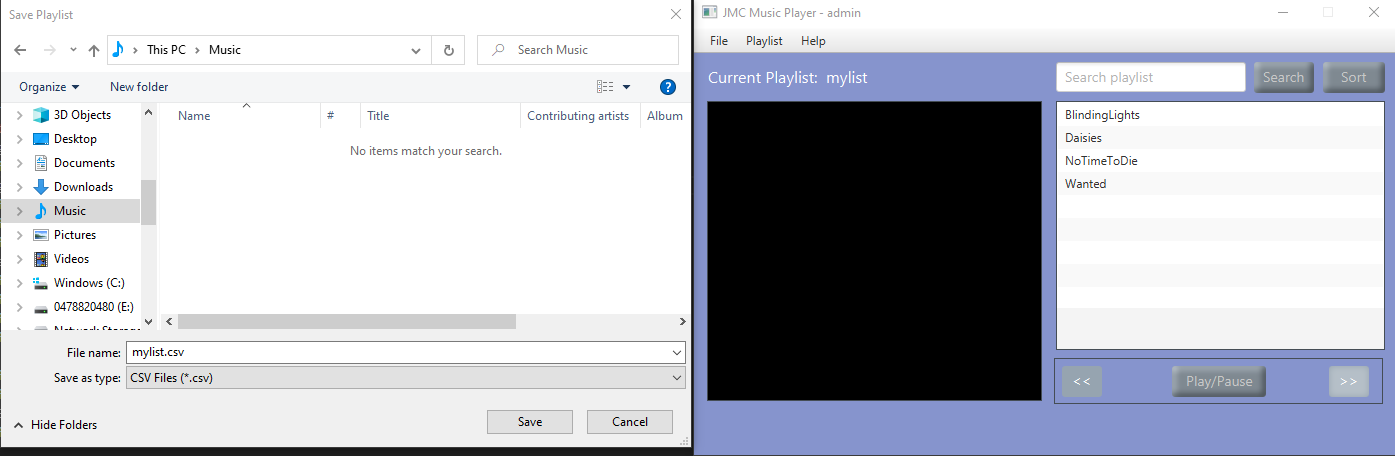 Save Playlist
This PC > Music
Search Music
Organize
New folder
?
3D Objects
Desktop
Documents
Downloads
Music
Pictures
Videos
Windows (C:)
0478820480 (E:)
Network Storag
Name # Title Contributing artists Album
No items match your search.
File name: mylist.csv
Save as type: CSV Files (*.csv)
Hide Folders
Save
Cancel
JMC Music Player - admin
File Playlist Help
Current Playlist: mylist
Search playlist
Search
Sort
BlindingLights
Daisies
NoTimeToDie
Wanted
<< Play/Pause >>